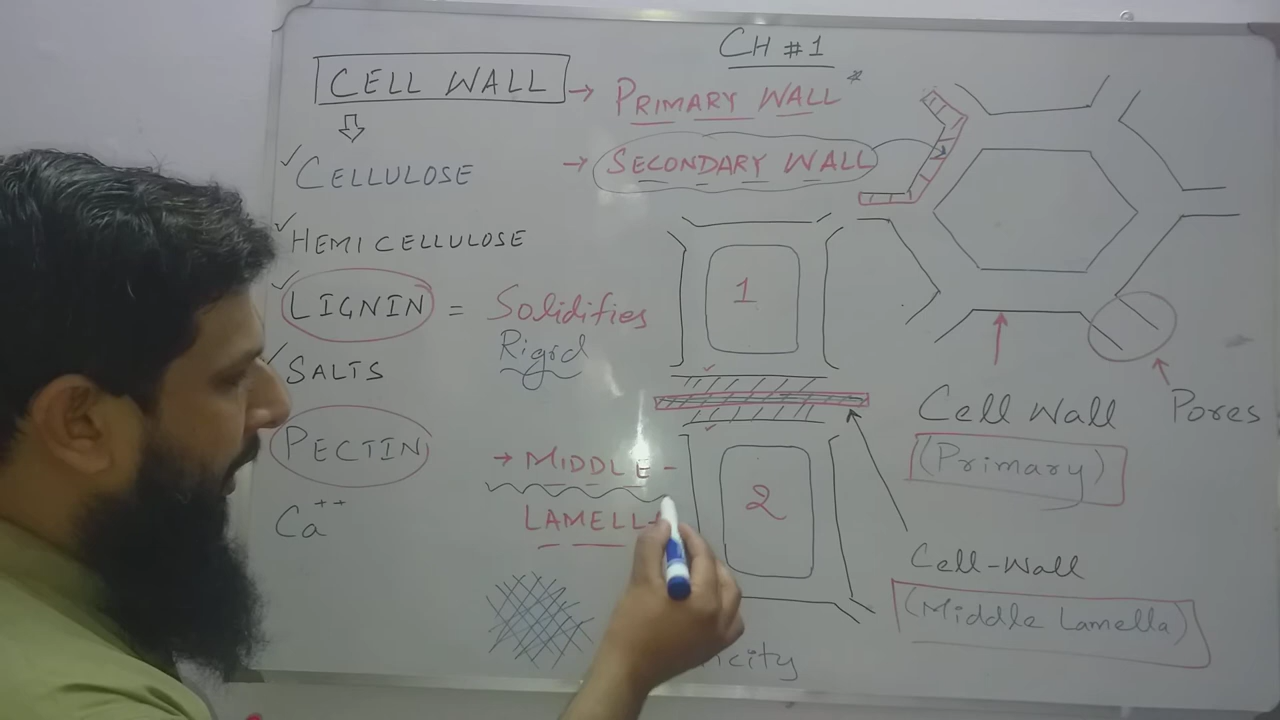 CH #1
CELL WALL → PRIMARY WALL *
→ SECONDARY WALL
✓ CELLULOSE
✓ HEMICELLULOSE
✓ LIGNIN = Solidifies
Rigid
✓ SALTS
PECTIN
Ca++
→ MIDDLE-
1
2
Cell Wall
(Primary)
Pores
Cell-Wall
(Middle Lamella)